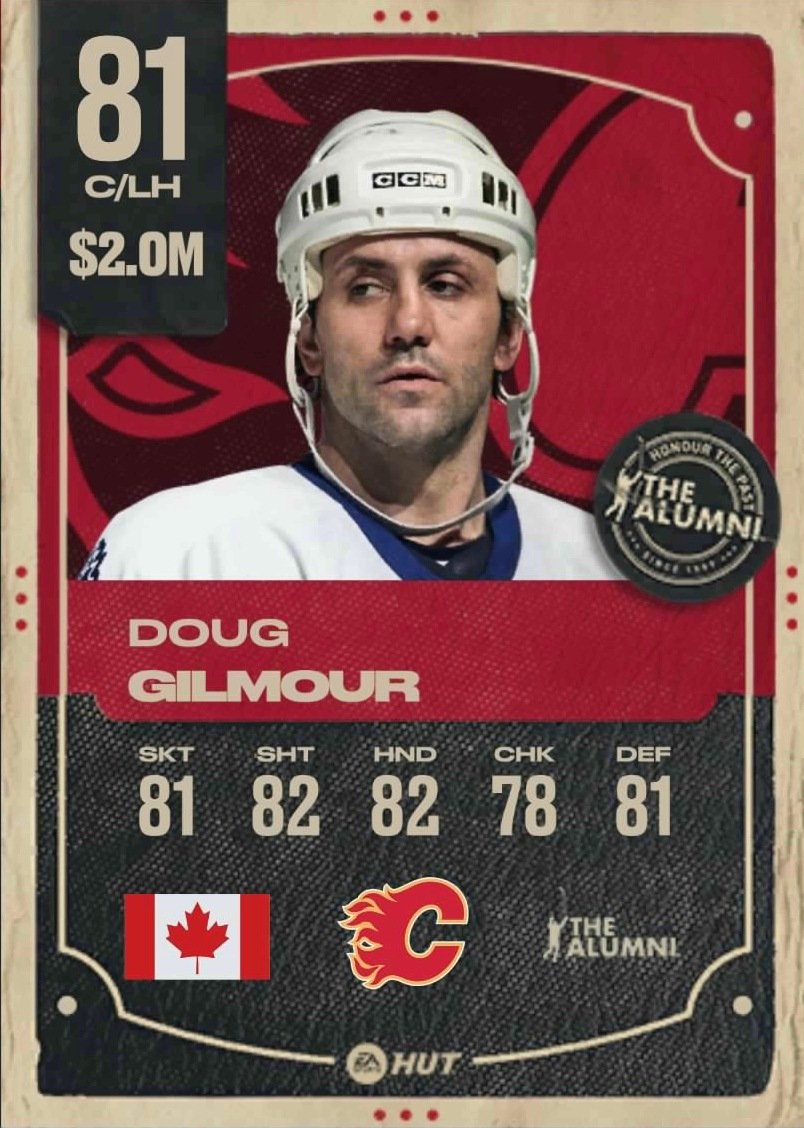 81
C/LH
$2.0M
CCM
HONOUR THE PAST
THE
ALUMNI
DOUG
GILMOUR
SKT SHT HND CHK DEF
81 82 82 78 81
C
THE
ALUMNI
EA
HUT